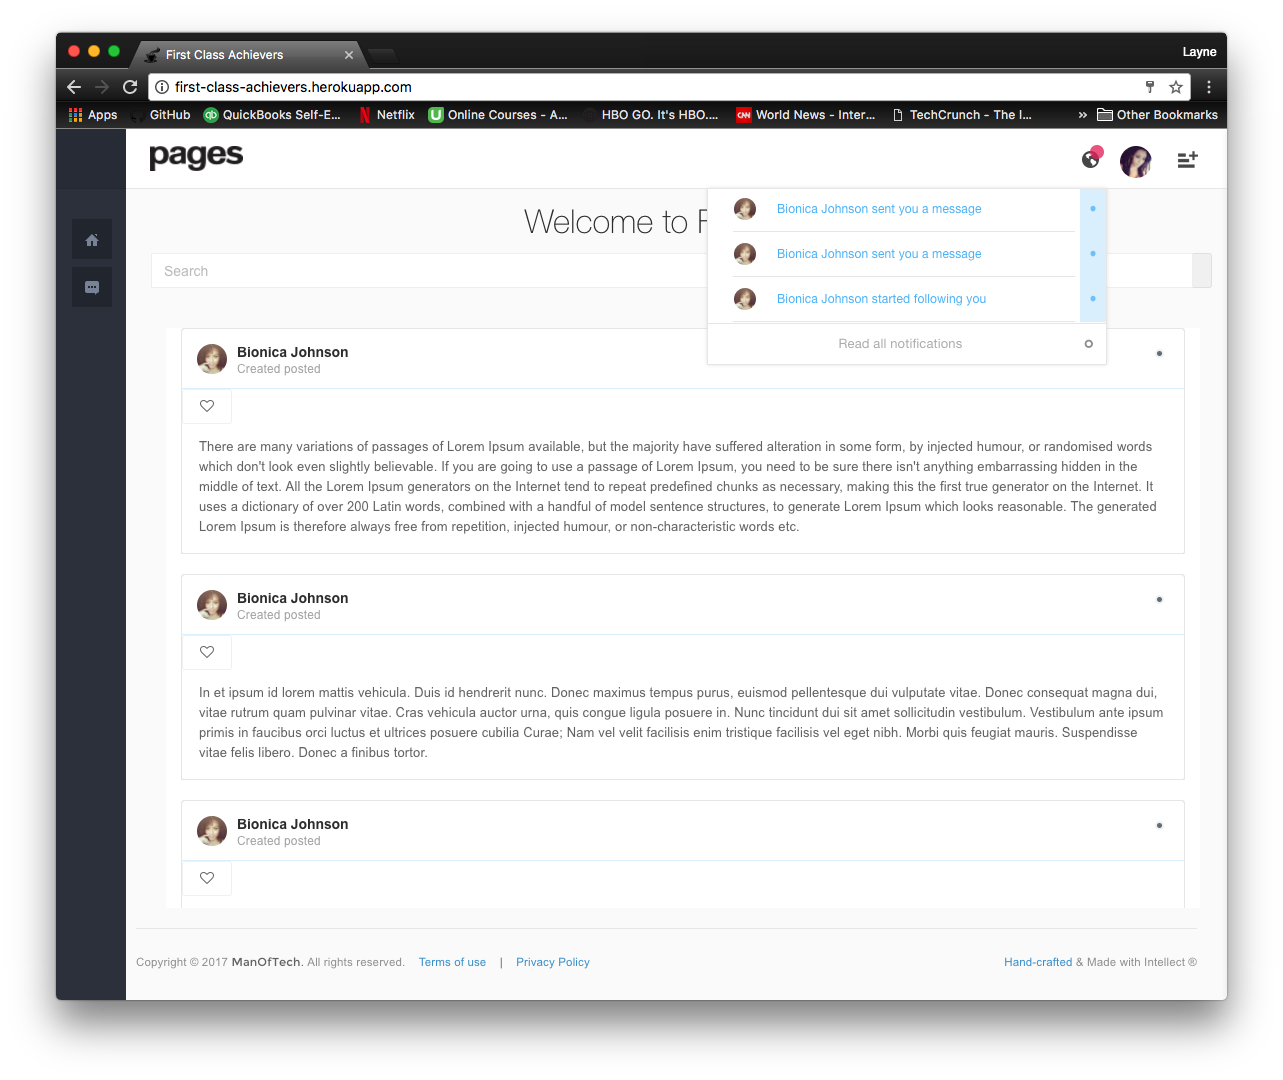 First Class Achievers
Layne
first-class-achievers.herokuapp.com
Apps GitHub QuickBooks Self-E... Netflix Online Courses - A... HBO GO. It's HBO.... World News - Inter... TechCrunch - The I... » Other Bookmarks
pages
Welcome to
Bionica Johnson sent you a message
Bionica Johnson sent you a message
Bionica Johnson started following you
Read all notifications
Search
Bionica Johnson
Created posted
There are many variations of passages of Lorem Ipsum available, but the majority have suffered alteration in some form, by injected humour, or randomised words
which don't look even slightly believable. If you are going to use a passage of Lorem Ipsum, you need to be sure there isn't anything embarrassing hidden in the
middle of text. All the Lorem Ipsum generators on the Internet tend to repeat predefined chunks as necessary, making this the first true generator on the Internet. It
uses a dictionary of over 200 Latin words, combined with a handful of model sentence structures, to generate Lorem Ipsum which looks reasonable. The generated
Lorem Ipsum is therefore always free from repetition, injected humour, or non-characteristic words etc.
Bionica Johnson
Created posted
In et ipsum id lorem mattis vehicula. Duis id hendrerit nunc. Donec maximus tempus purus, euismod pellentesque dui vulputate vitae. Donec consequat magna dui,
vitae rutrum quam pulvinar vitae. Cras vehicula auctor urna, quis congue ligula posuere in. Nunc tincidunt dui sit amet sollicitudin vestibulum. Vestibulum ante ipsum
primis in faucibus orci luctus et ultrices posuere cubilia Curae; Nam vel velit facilisis enim tristique facilisis vel eget nibh. Morbi quis feugiat mauris. Suspendisse
vitae felis libero. Donec a finibus tortor.
Bionica Johnson
Created posted
Copyright © 2017 ManOfTech. All rights reserved. Terms of use | Privacy Policy
Hand-crafted & Made with Intellect ®